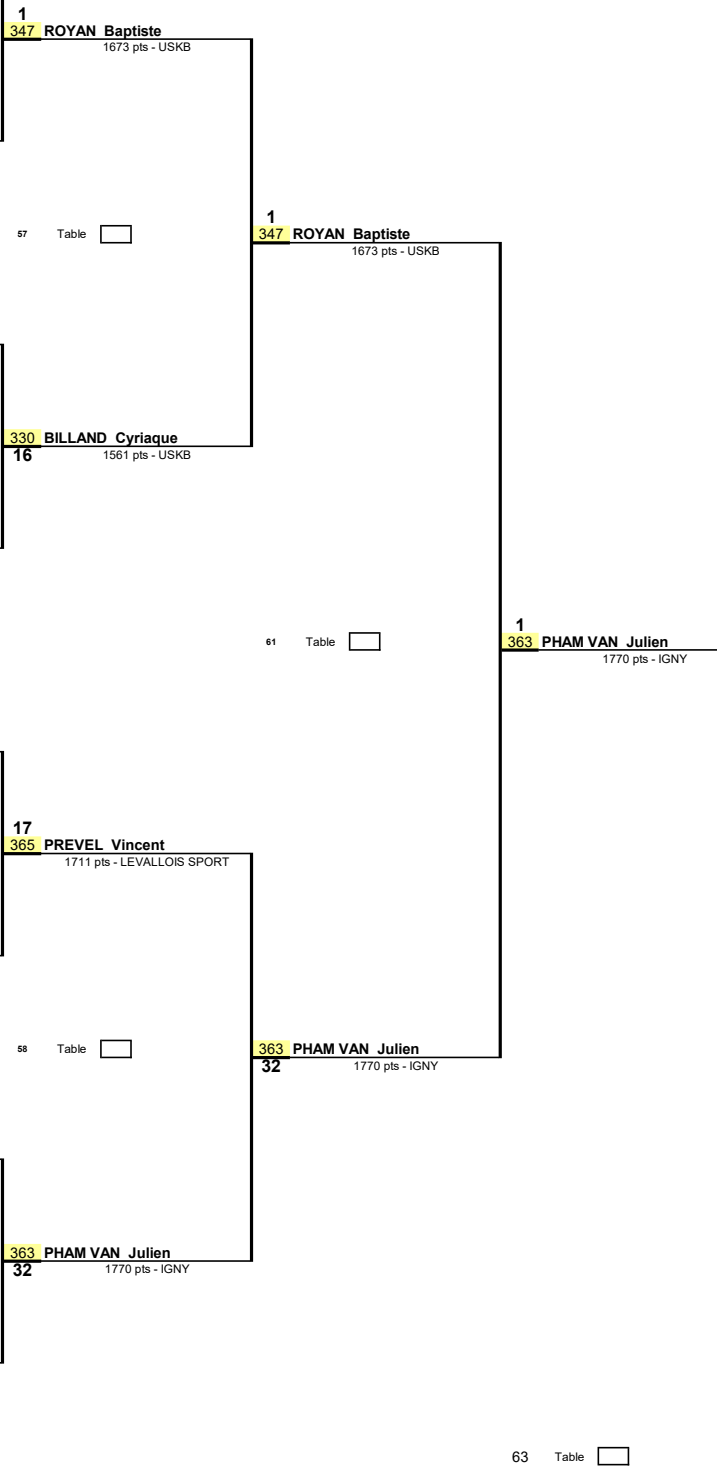 1
347 ROYAN Baptiste
1673 pts - USKB
57 Table
1
347 ROYAN Baptiste
1673 pts - USKB
330 BILLAND Cyriaque
16 1561 pts - USKB
61 Table
1
363 PHAM VAN Julien
1770 pts - IGNY
17
365 PREVEL Vincent
1711 pts - LEVALLOIS SPORT
58 Table
363 PHAM VAN Julien
32 1770 pts - IGNY
363 PHAM VAN Julien
32 1770 pts - IGNY
63 Table